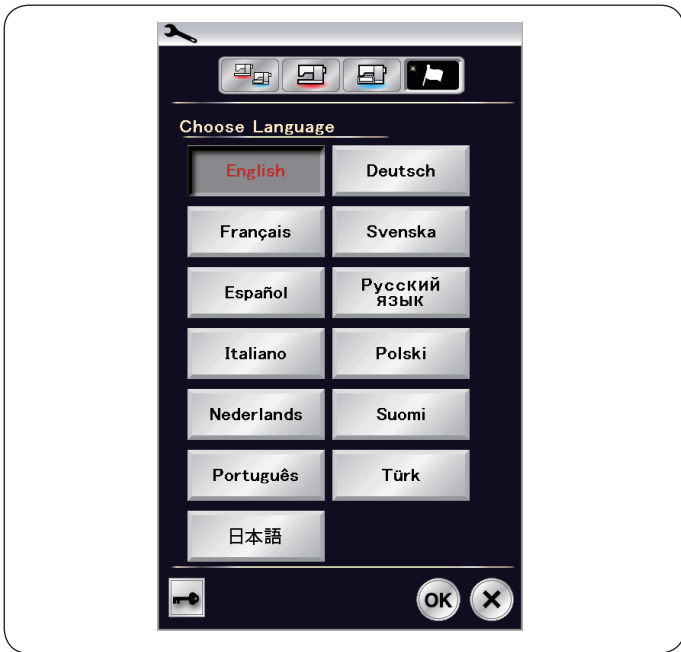 Choose Language
English
Deutsch
Français
Svenska
Español
Русский
язык
Italiano
Polski
Nederlands
Suomi
Português
Türk
日本語
OK